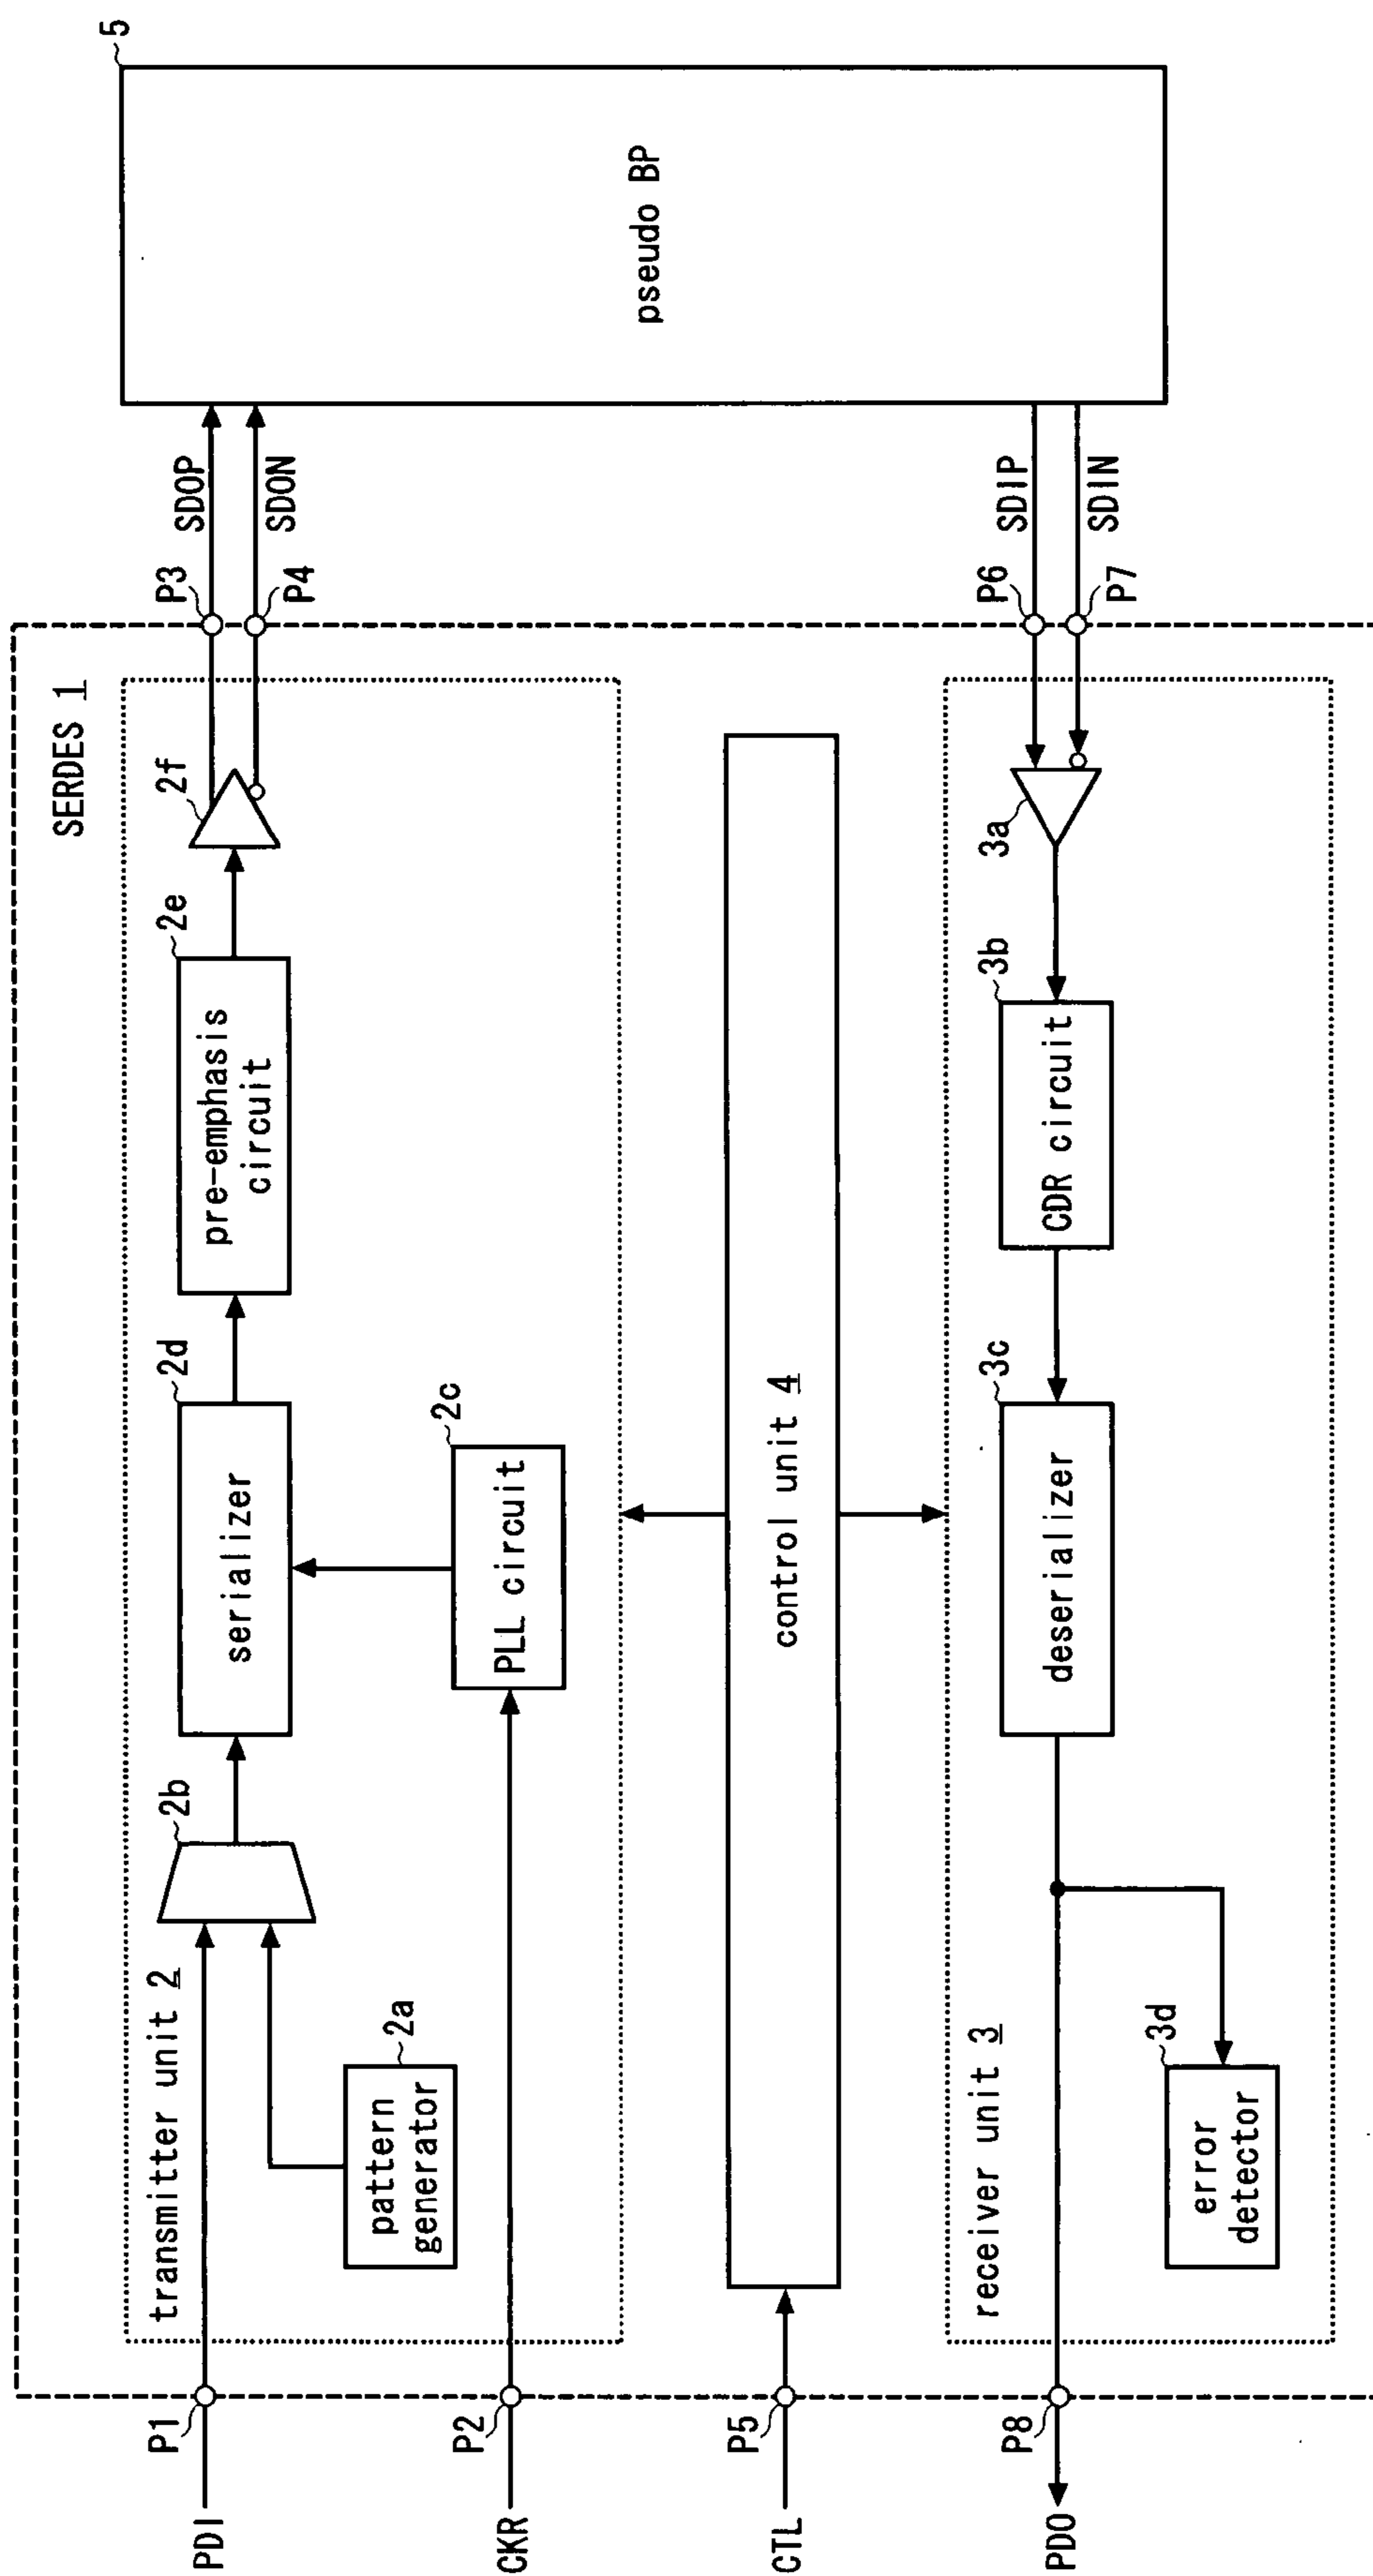 SERDES 1
transmitter unit 2
PDI
P1
2b
serializer
2d
pre-emphasis
circuit
2e
2f
P3
SDOP
P4
SDON
pattern
generator
2a
CKR
P2
PLL circuit
2c
pseudo BP
5
CTL
P5
control unit 4
receiver unit 3
PDO
P8
error
detector
3d
deserializer
3c
CDR circuit
3b
3a
P6
SDIP
P7
SDIN